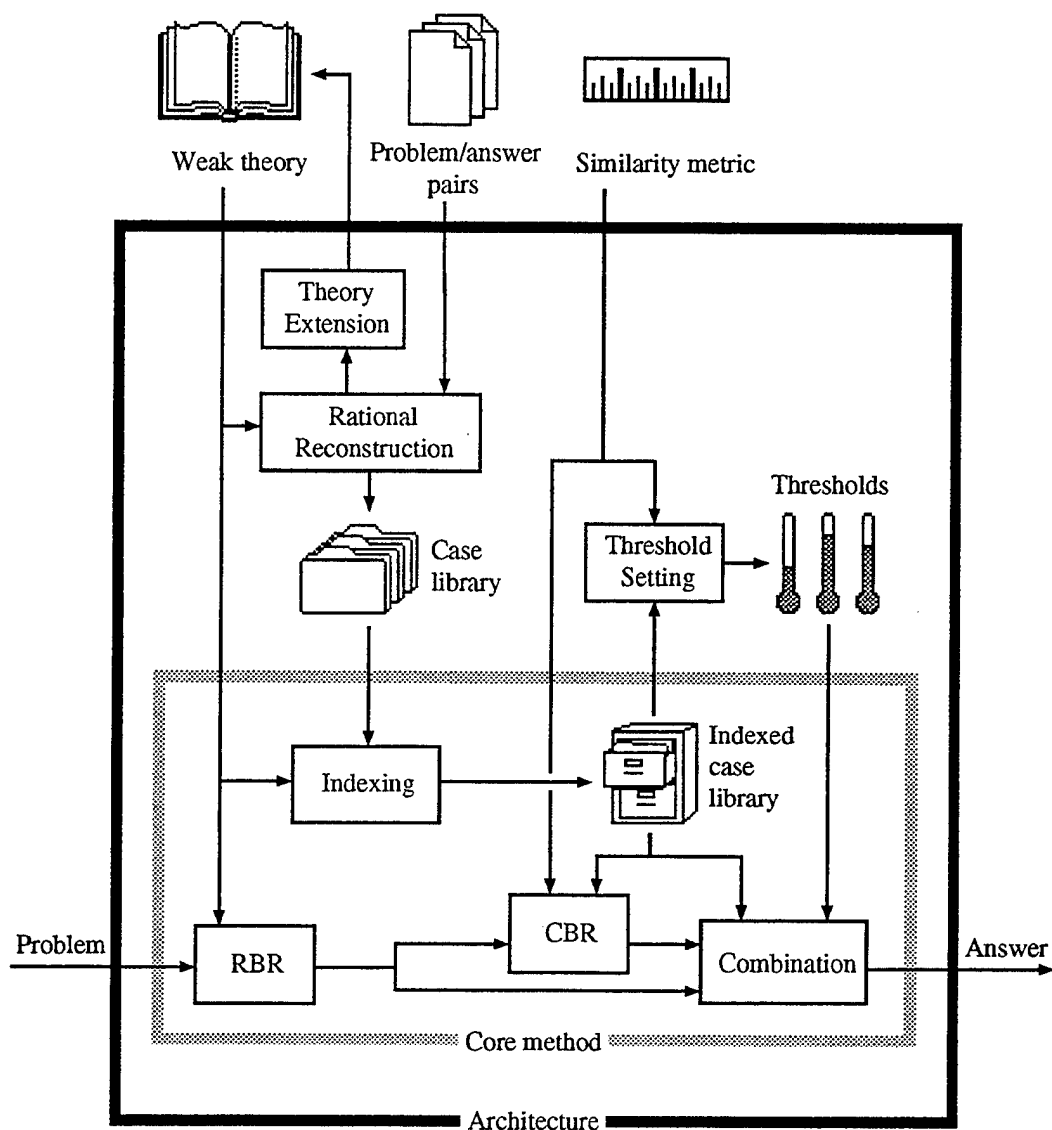 Weak theory
Problem/answer
pairs
Similarity metric
Theory
Extension
Rational
Reconstruction
Case
library
Threshold
Setting
Thresholds
Indexing
Indexed
case
library
Problem
RBR
CBR
Combination
Answer
Core method
Architecture